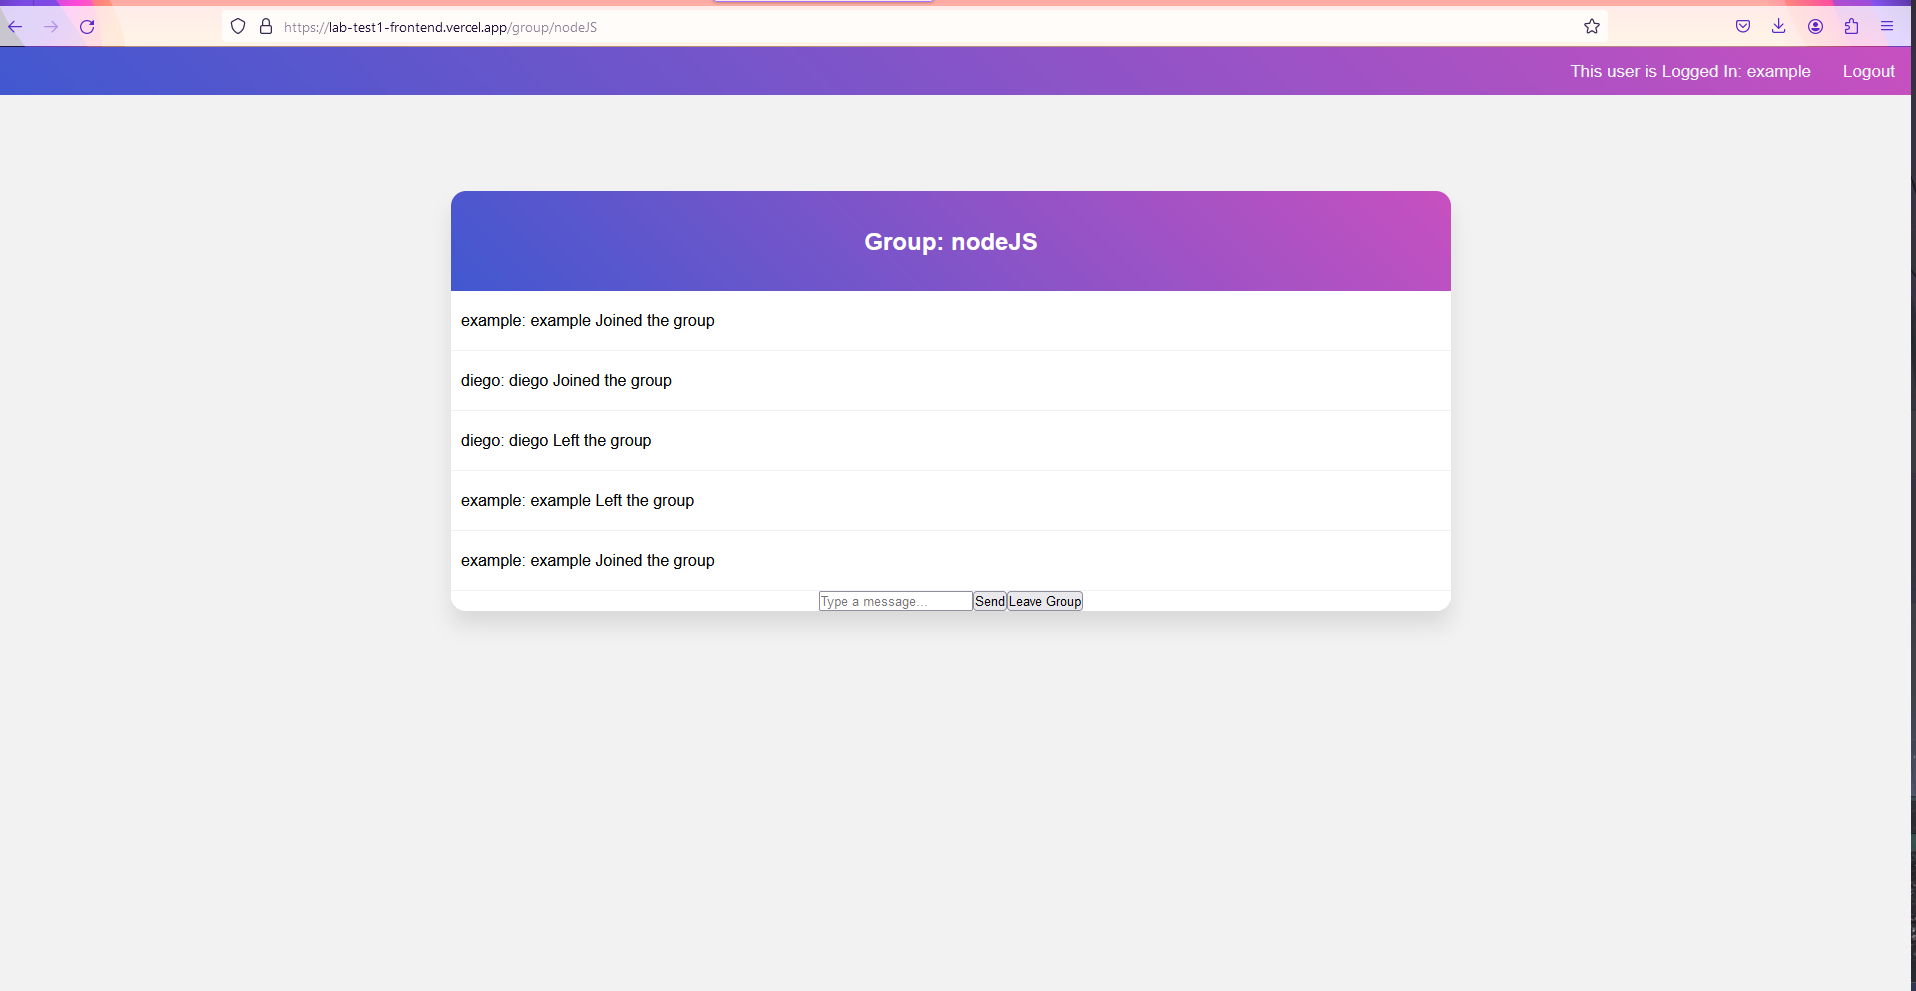 https://lab-test1-frontend.vercel.app/group/nodeJS
This user is Logged In: example Logout
Group: nodeJS
example: example Joined the group
diego: diego Joined the group
diego: diego Left the group
example: example Left the group
example: example Joined the group
Type a message... Send Leave Group